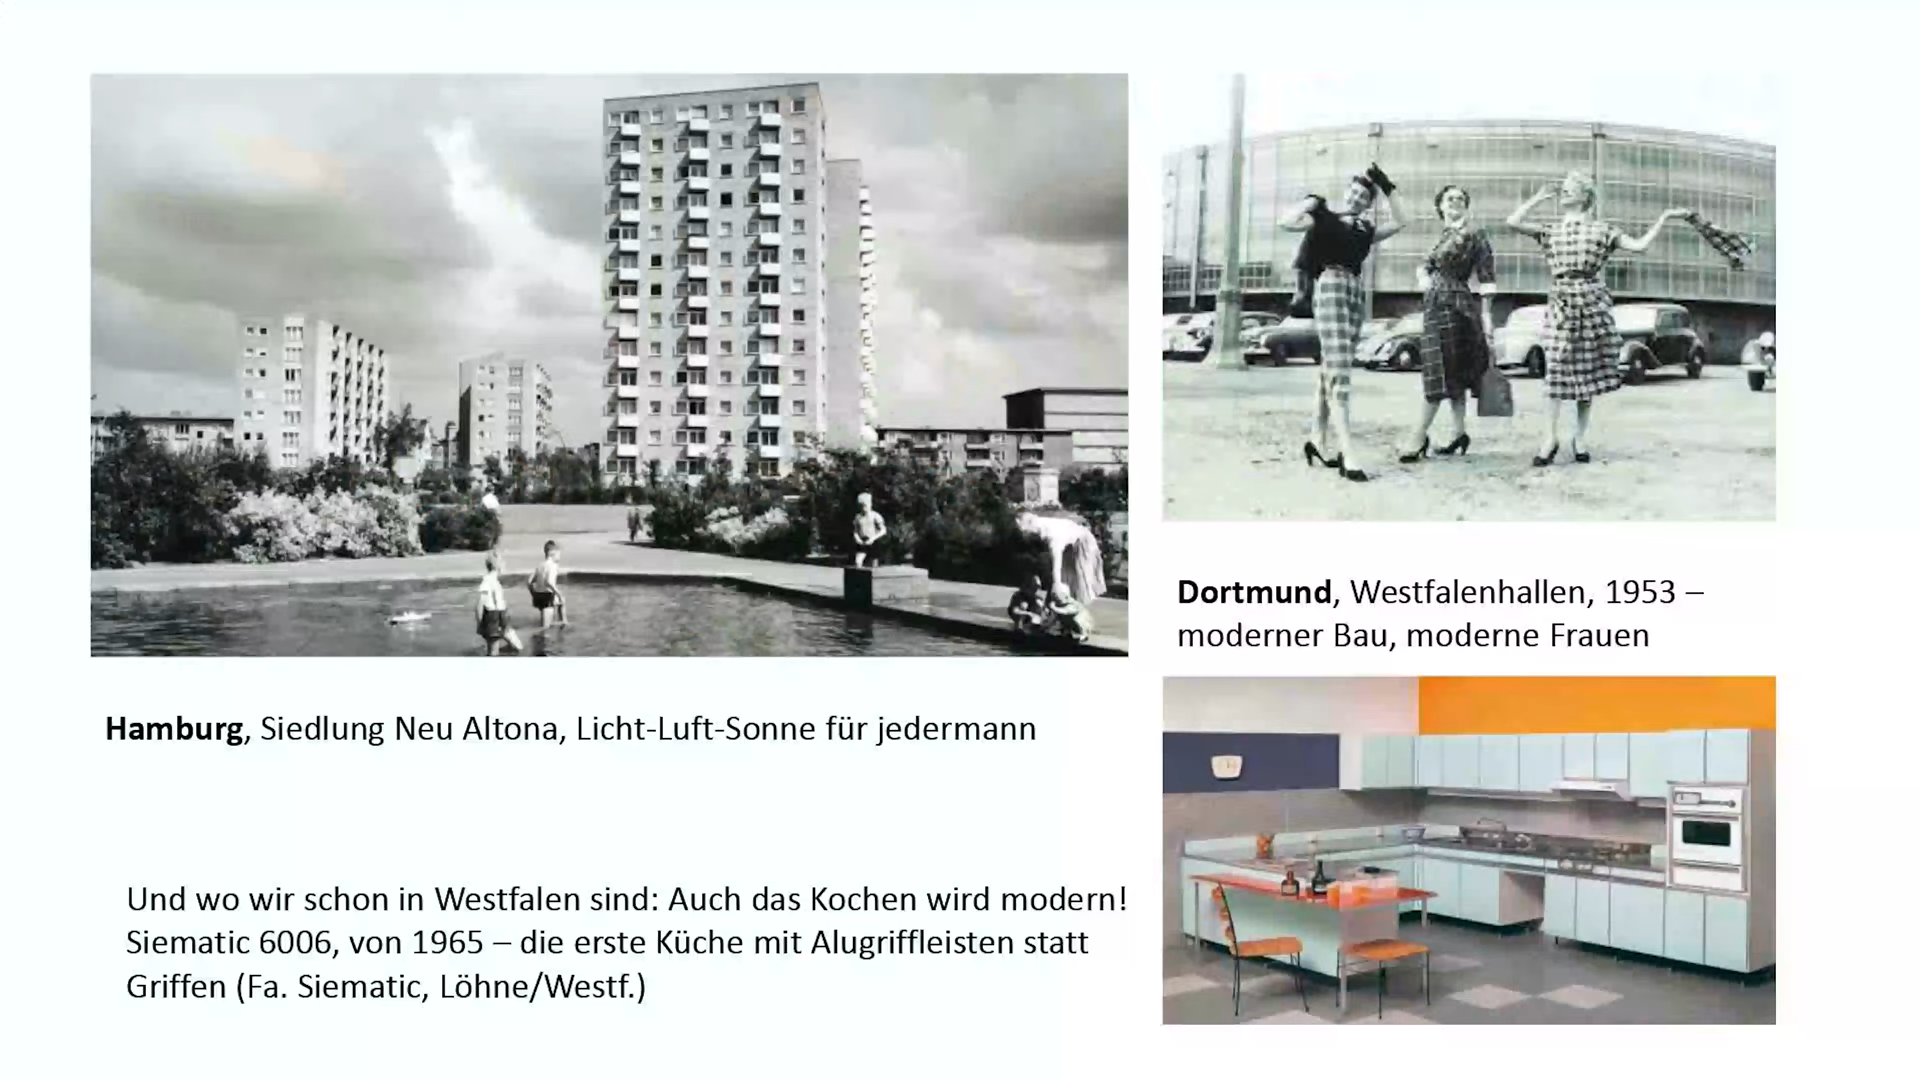 Hamburg, Siedlung Neu Altona, Licht-Luft-Sonne für jedermann
Dortmund, Westfalenhallen, 1953 –
moderner Bau, moderne Frauen
Und wo wir schon in Westfalen sind: Auch das Kochen wird modern!
Siematic 6006, von 1965 – die erste Küche mit Alugriffleisten statt
Griffen (Fa. Siematic, Löhne/Westf.)